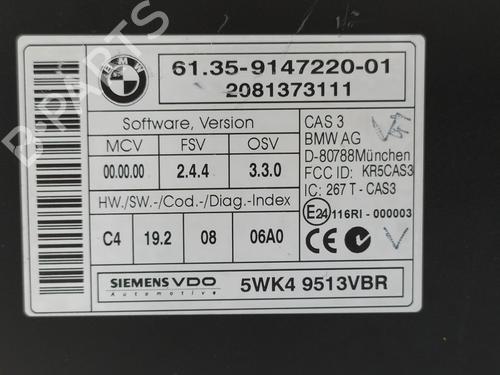 BMW
61.35-9147220-01
2081373111
Software, Version
MCV FSV OSV
00.00.00 2.4.4 3.3.0
HW./SW.-/Cod.-/Diag.-Index
C4 19.2 08 06A0
CAS 3
BMW AG
D-80788München
FCC ID: KR5CAS3
IC: 267 T - CAS3
E24 116RI - 000003
CE
SIEMENS VDO
Automotive
5WK4 9513VBR
B-PARTS